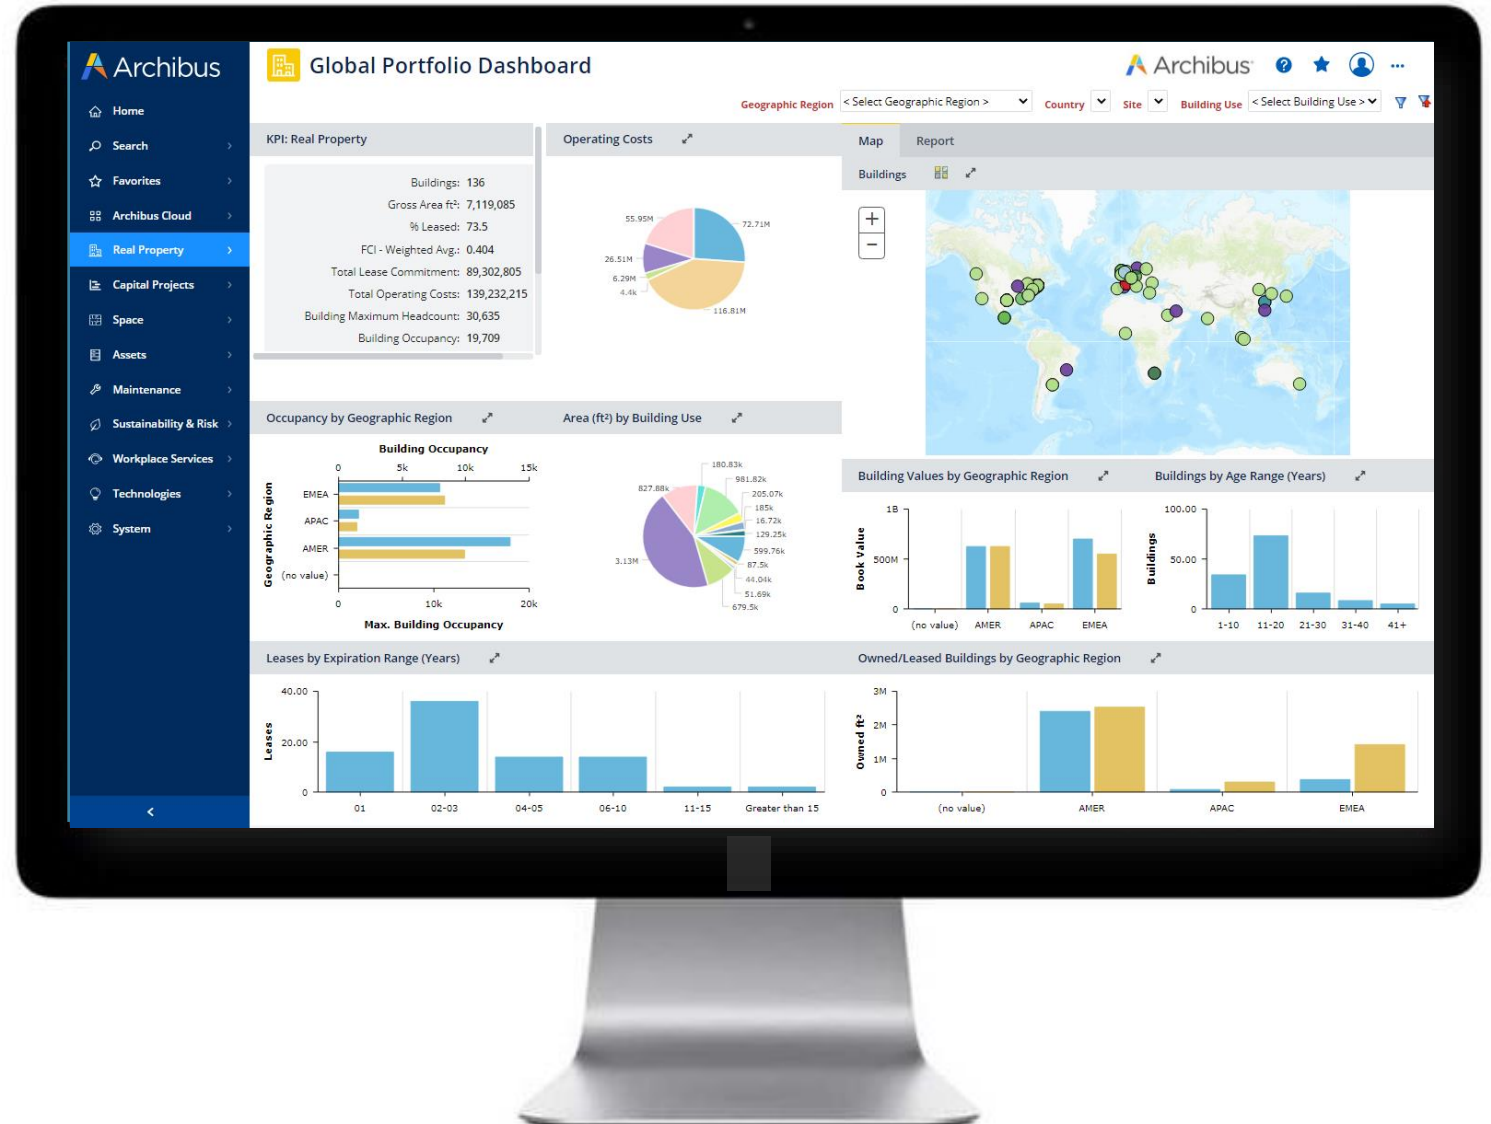 Archibus
Home
Search
Favorites
Archibus Cloud
Real Property
Capital Projects
Space
Assets
Maintenance
Sustainability & Risk
Workplace Services
Technologies
System
Global Portfolio Dashboard
Archibus
Geographic Region < Select Geographic Region > Country Site Building Use < Select Building Use >
KPI: Real Property
Buildings: 136
Gross Area ft²: 7,119,085
% Leased: 73.5
FCI - Weighted Avg.: 0.404
Total Lease Commitment: 89,302,805
Total Operating Costs: 139,232,215
Building Maximum Headcount: 30,635
Building Occupancy: 19,709
Operating Costs
55.95M
72.71M
26.51M
6.29M
4.4k
116.81M
Map Report
Buildings
+
−
Occupancy by Geographic Region
Building Occupancy
0 5k 10k 15k
Geographic Region
EMEA
APAC
AMER
(no value)
0 10k 20k
Max. Building Occupancy
Area (ft²) by Building Use
180.83k
827.88k
981.82k
205.07k
185k
16.72k
129.25k
3.13M
599.76k
87.5k
44.04k
51.69k
679.5k
Building Values by Geographic Region
Book Value
1B
500M
0
(no value) AMER APAC EMEA
Buildings by Age Range (Years)
Buildings
100.00
50.00
0
1-10 11-20 21-30 31-40 41+
Leases by Expiration Range (Years)
Leases
40.00
20.00
0
01 02-03 04-05 06-10 11-15 Greater than 15
Owned/Leased Buildings by Geographic Region
Owned ft²
3M
2M
1M
0
(no value) AMER APAC EMEA